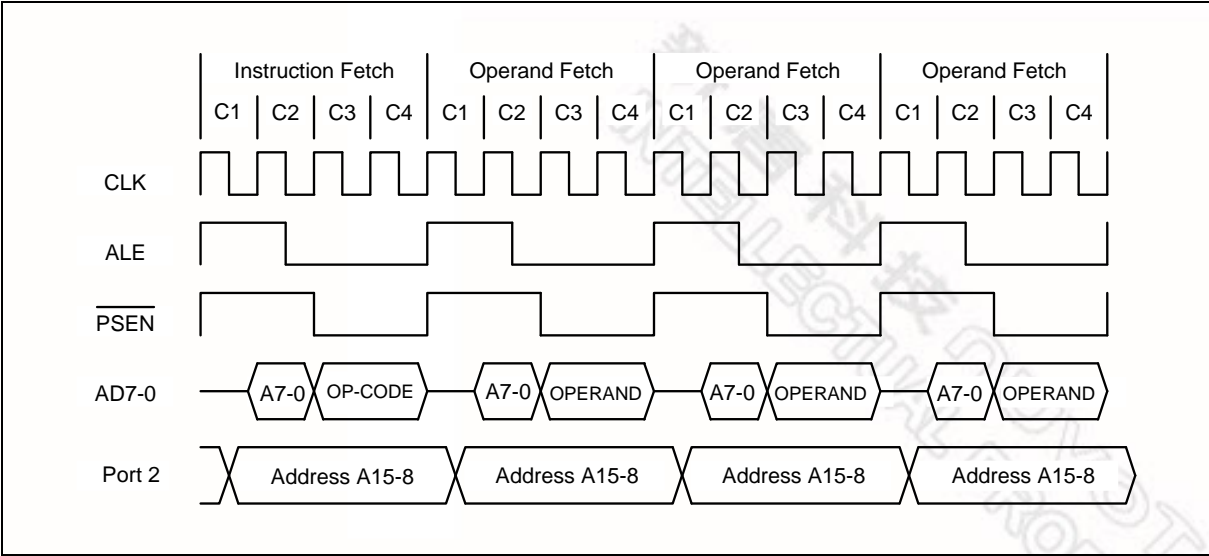 Instruction Fetch Operand Fetch Operand Fetch Operand Fetch
C1 C2 C3 C4 C1 C2 C3 C4 C1 C2 C3 C4 C1 C2 C3 C4
CLK
ALE
PSEN
AD7-0 A7-0 OP-CODE A7-0 OPERAND A7-0 OPERAND A7-0 OPERAND
Port 2 Address A15-8 Address A15-8 Address A15-8 Address A15-8